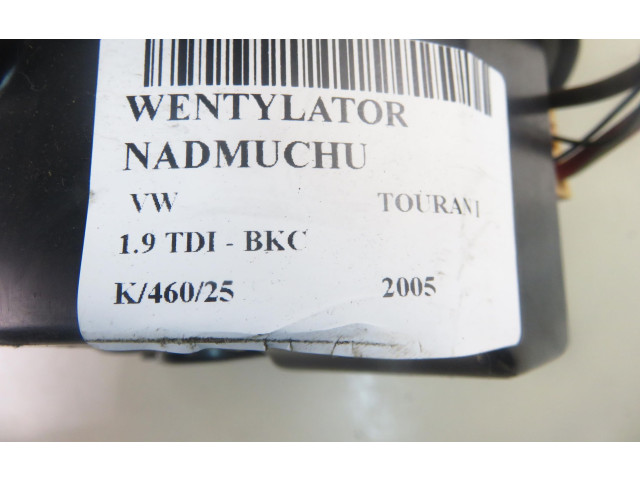 WENTYLATOR
NADMUCHU
VW TOURAN
1.9 TDI - BKC
K/460/25 2005